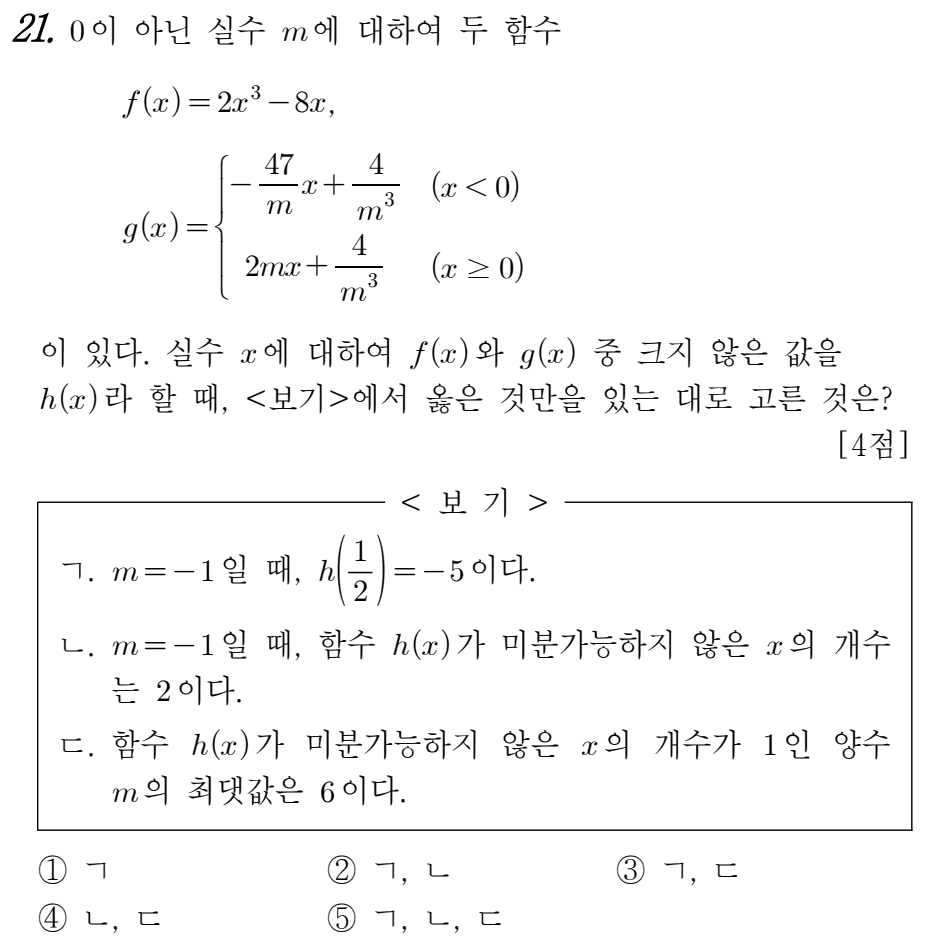 21. 0이 아닌 실수 m에 대하여 두 함수
f(x)=2x³-8x,
g(x)={ -47/m x + 4/m³ (x<0)
2mx + 4/m³ (x≥0)
이 있다. 실수 x에 대하여 f(x)와 g(x) 중 크지 않은 값을
h(x)라 할 때, <보기>에서 옳은 것만을 있는 대로 고른 것은?
[4점]
< 보 기 >
ㄱ. m=-1일 때, h(1/2)=-5이다.
ㄴ. m=-1일 때, 함수 h(x)가 미분가능하지 않은 x의 개수
는 2이다.
ㄷ. 함수 h(x)가 미분가능하지 않은 x의 개수가 1인 양수
m의 최댓값은 6이다.
① ㄱ ② ㄱ, ㄴ ③ ㄱ, ㄷ
④ ㄴ, ㄷ ⑤ ㄱ, ㄴ, ㄷ